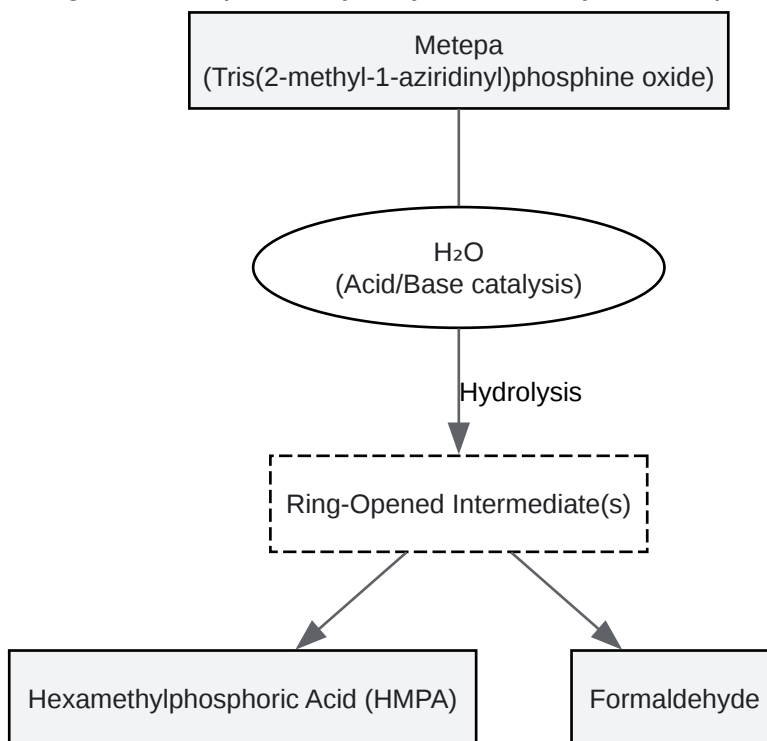 Metepa
(Tris(2-methyl-1-aziridinyl)phosphine oxide)
H₂O
(Acid/Base catalysis)
Hydrolysis
Ring-Opened Intermediate(s)
Hexamethylphosphoric Acid (HMPA)
Formaldehyde